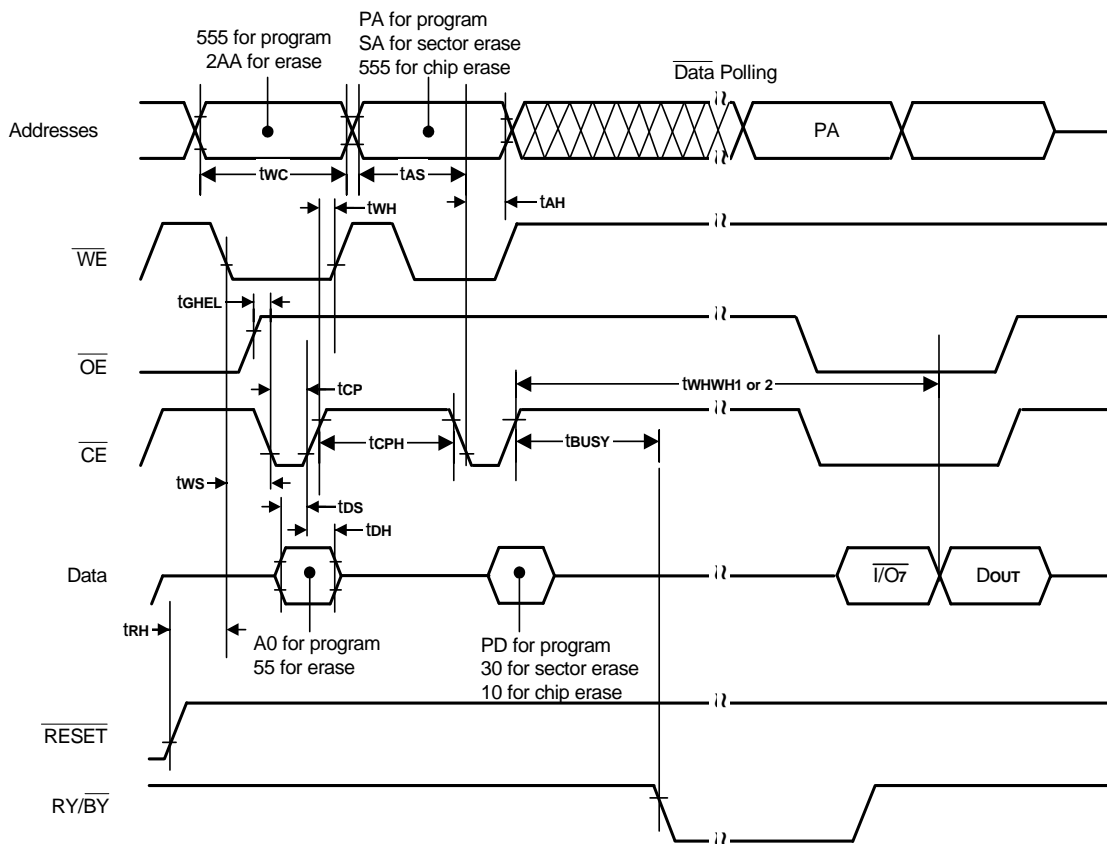 555 for program
2AA for erase
PA for program
SA for sector erase
555 for chip erase
Data Polling
Addresses
PA
tWC
tAS
tAH
tWH
WE
tGHEL
OE
tCP
tWHWH1 or 2
CE
tCPH
tBUSY
tWS
tDS
tDH
Data
I/O7
DOUT
tRH
A0 for program
55 for erase
PD for program
30 for sector erase
10 for chip erase
RESET
RY/BY